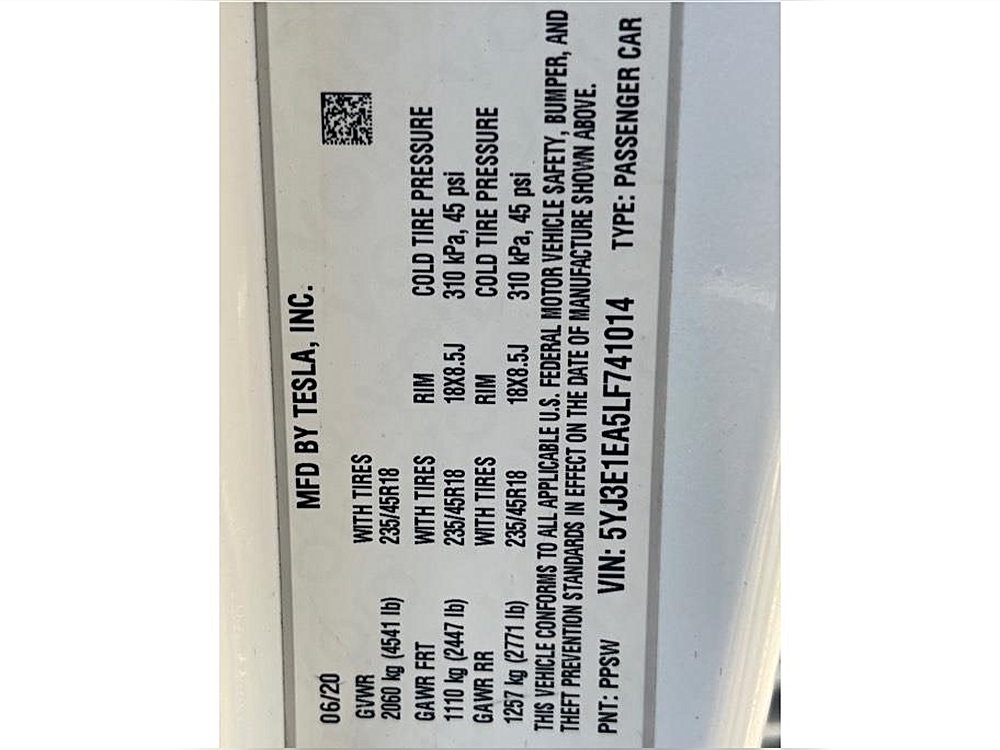 MFD BY TESLA, INC.
06/20
GVWR WITH TIRES
2060 kg (4541 lb) 235/45R18
GAWR FRT WITH TIRES RIM COLD TIRE PRESSURE
1110 kg (2447 lb) 235/45R18 18X8.5J 310 kPa, 45 psi
GAWR RR WITH TIRES RIM COLD TIRE PRESSURE
1257 kg (2771 lb) 235/45R18 18X8.5J 310 kPa, 45 psi
THIS VEHICLE CONFORMS TO ALL APPLICABLE U.S. FEDERAL MOTOR VEHICLE SAFETY, BUMPER, AND
THEFT PREVENTION STANDARDS IN EFFECT ON THE DATE OF MANUFACTURE SHOWN ABOVE.
PNT: PPSW VIN: 5YJ3E1EA5LF741014 TYPE: PASSENGER CAR